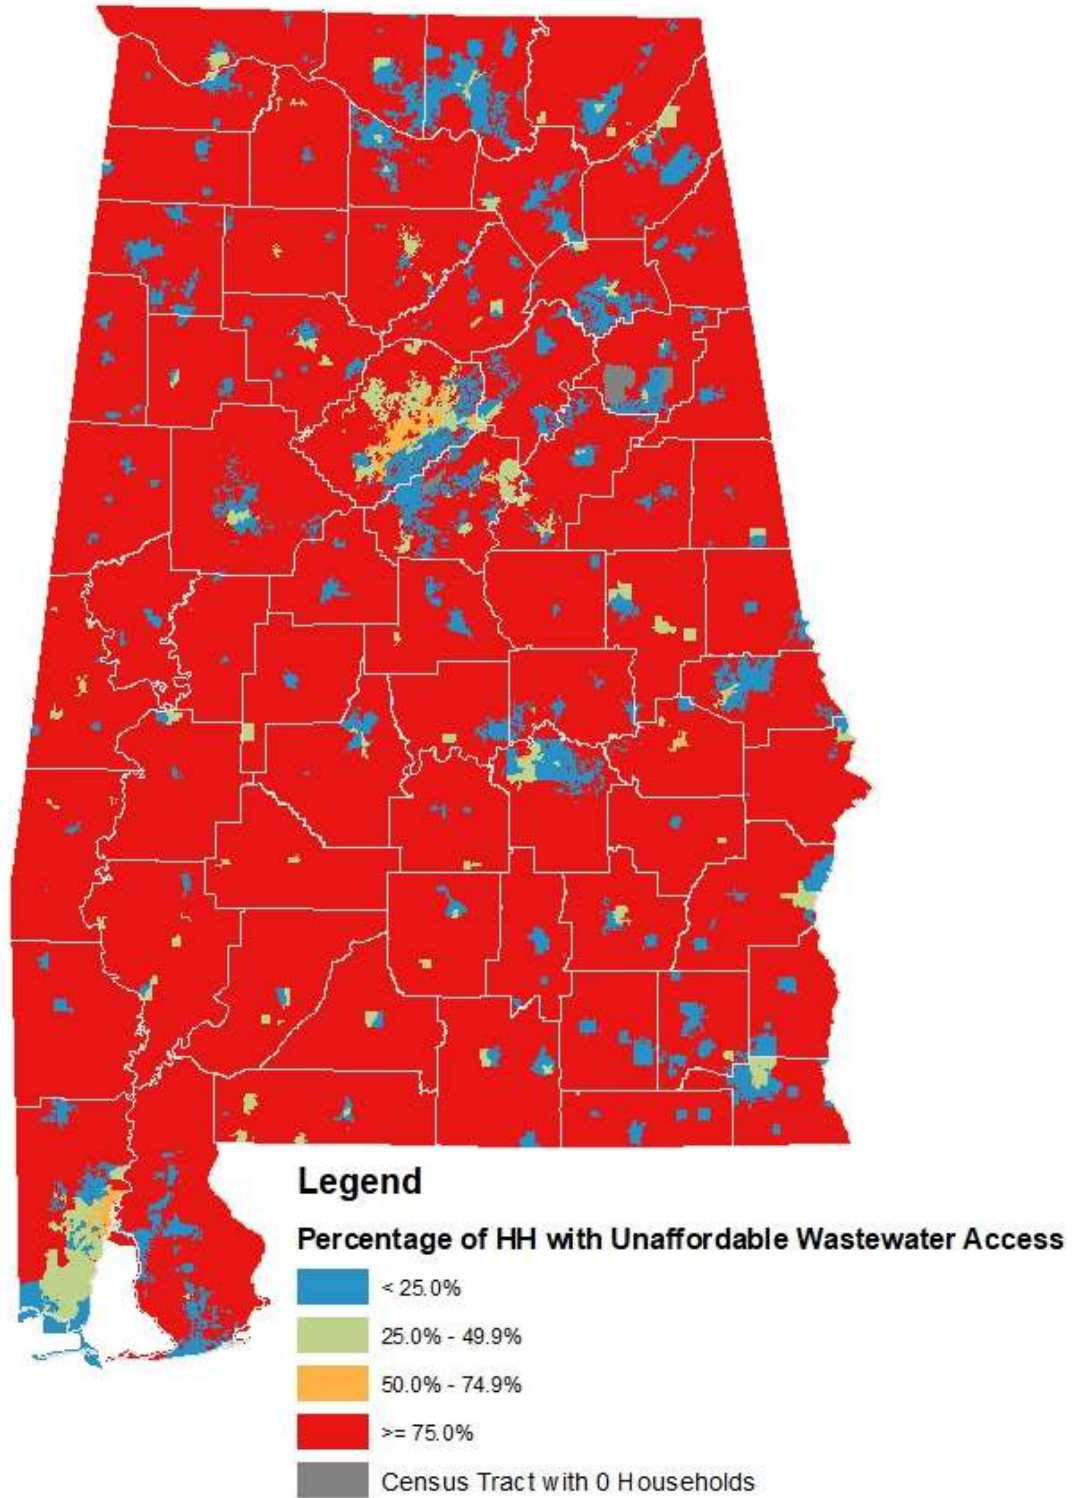 Legend
Percentage of HH with Unaffordable Wastewater Access
< 25.0%
25.0% - 49.9%
50.0% - 74.9%
>= 75.0%
Census Tract with 0 Households